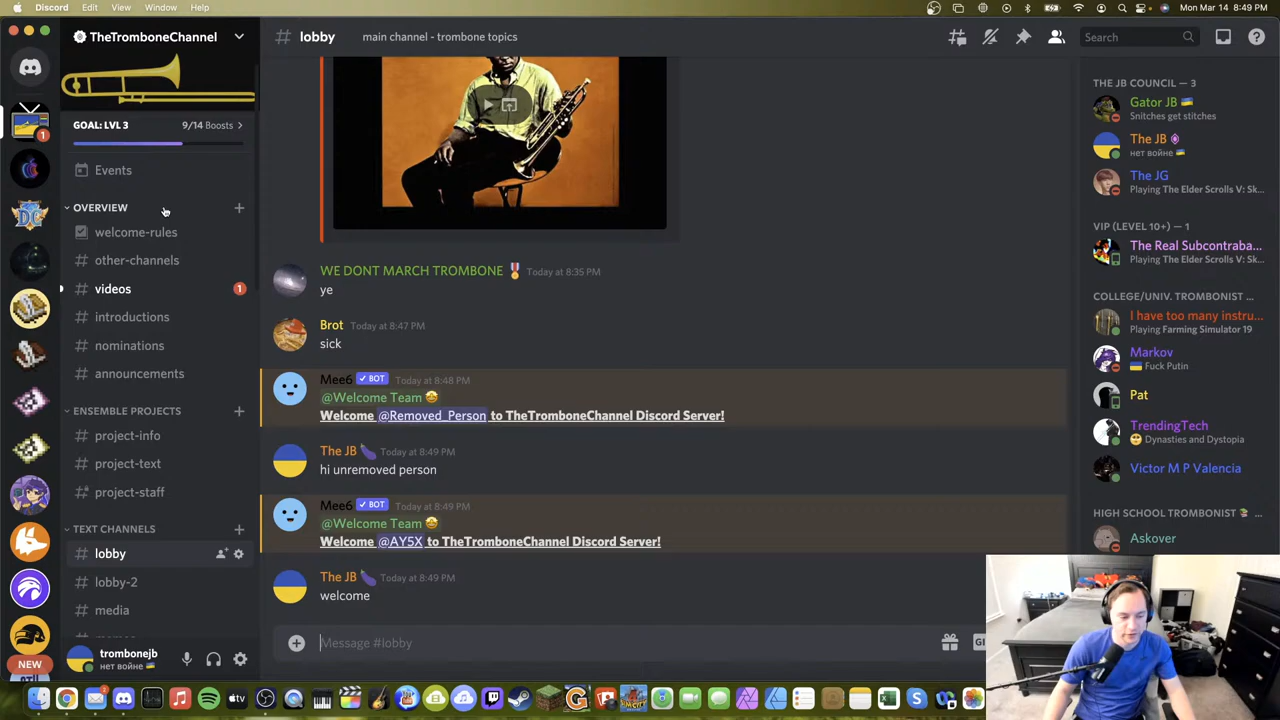 Discord Edit View Window Help
Mon Mar 14 8:49 PM
TheTromboneChannel
GOAL: LVL 3 9/14 Boosts
Events
OVERVIEW
welcome-rules
other-channels
videos 1
introductions
nominations
announcements
ENSEMBLE PROJECTS
project-info
project-text
project-staff
TEXT CHANNELS
lobby
lobby-2
media
trombonejb
нет войне
NEW
1
# lobby main channel - trombone topics
Search
WE DONT MARCH TROMBONE Today at 8:35 PM
ye
Brot Today at 8:47 PM
sick
Mee6 ✓ BOT Today at 8:48 PM
@Welcome Team
Welcome @Removed_Person to TheTromboneChannel Discord Server!
The JB Today at 8:49 PM
hi unremoved person
Mee6 ✓ BOT Today at 8:49 PM
@Welcome Team
Welcome @AY5X to TheTromboneChannel Discord Server!
The JB Today at 8:49 PM
welcome
Message #lobby
THE JB COUNCIL — 3
Gator JB
Snitches get stitches
The JB
нет войне
The JG
Playing The Elder Scrolls V: Sk...
VIP (LEVEL 10+) — 1
The Real Subcontraba...
Playing The Elder Scrolls V: Sk...
COLLEGE/UNIV. TROMBONIST ...
I have too many instru...
Playing Farming Simulator 19
Markov
Fuck Putin
Pat
TrendingTech
Dynasties and Dystopia
Victor M P Valencia
HIGH SCHOOL TROMBONIST ...
Askover